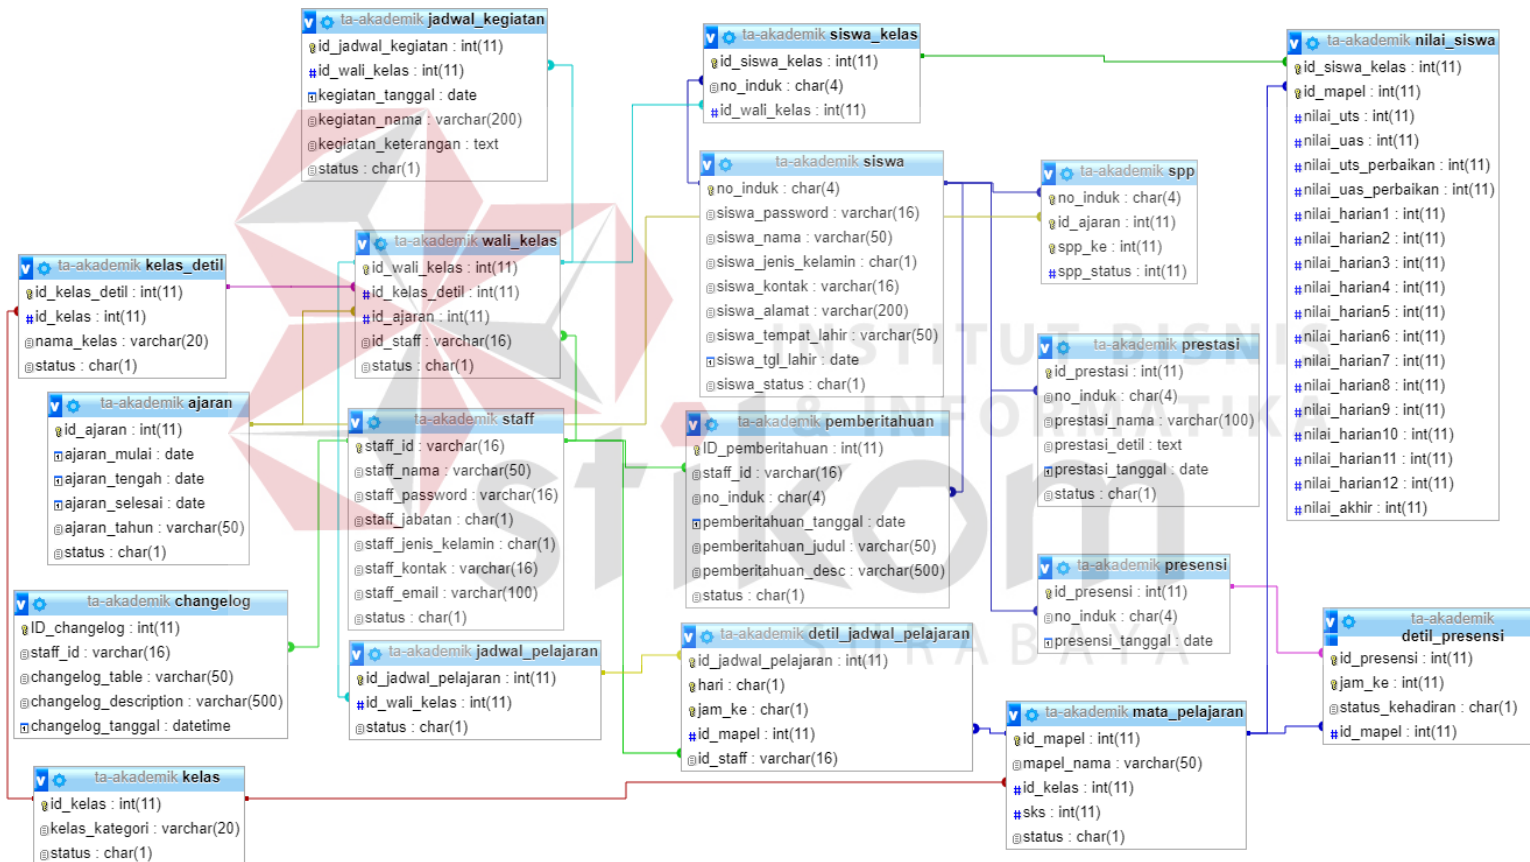 ta-akademik jadwal_kegiatan
id_jadwal_kegiatan : int(11)
id_wali_kelas : int(11)
kegiatan_tanggal : date
kegiatan_nama : varchar(200)
kegiatan_keterangan : text
status : char(1)
ta-akademik siswa_kelas
id_siswa_kelas : int(11)
no_induk : char(4)
id_wali_kelas : int(11)
ta-akademik nilai_siswa
id_siswa_kelas : int(11)
id_mapel : int(11)
nilai_uts : int(11)
nilai_uas : int(11)
nilai_uts_perbaikan : int(11)
nilai_uas_perbaikan : int(11)
nilai_harian1 : int(11)
nilai_harian2 : int(11)
nilai_harian3 : int(11)
nilai_harian4 : int(11)
nilai_harian5 : int(11)
nilai_harian6 : int(11)
nilai_harian7 : int(11)
nilai_harian8 : int(11)
nilai_harian9 : int(11)
nilai_harian10 : int(11)
nilai_harian11 : int(11)
nilai_harian12 : int(11)
nilai_akhir : int(11)
ta-akademik siswa
no_induk : char(4)
siswa_password : varchar(16)
siswa_nama : varchar(50)
siswa_jenis_kelamin : char(1)
siswa_kontak : varchar(16)
siswa_alamat : varchar(200)
siswa_tempat_lahir : varchar(50)
siswa_tgl_lahir : date
siswa_status : char(1)
ta-akademik spp
no_induk : char(4)
id_ajaran : int(11)
spp_ke : int(11)
spp_status : int(11)
ta-akademik wali_kelas
id_wali_kelas : int(11)
id_kelas_detil : int(11)
id_ajaran : int(11)
id_staff : varchar(16)
status : char(1)
ta-akademik kelas_detil
id_kelas_detil : int(11)
id_kelas : int(11)
nama_kelas : varchar(20)
status : char(1)
ta-akademik prestasi
id_prestasi : int(11)
no_induk : char(4)
prestasi_nama : varchar(100)
prestasi_detil : text
prestasi_tanggal : date
status : char(1)
ta-akademik ajaran
id_ajaran : int(11)
ajaran_mulai : date
ajaran_tengah : date
ajaran_selesai : date
ajaran_tahun : varchar(50)
status : char(1)
ta-akademik staff
staff_id : varchar(16)
staff_nama : varchar(50)
staff_password : varchar(16)
staff_jabatan : char(1)
staff_jenis_kelamin : char(1)
staff_kontak : varchar(16)
staff_email : varchar(100)
status : char(1)
ta-akademik pemberitahuan
ID_pemberitahuan : int(11)
staff_id : varchar(16)
no_induk : char(4)
pemberitahuan_tanggal : date
pemberitahuan_judul : varchar(50)
pemberitahuan_desc : varchar(500)
status : char(1)
ta-akademik presensi
id_presensi : int(11)
no_induk : char(4)
presensi_tanggal : date
ta-akademik changelog
ID_changelog : int(11)
staff_id : varchar(16)
changelog_table : varchar(50)
changelog_description : varchar(500)
changelog_tanggal : datetime
ta-akademik jadwal_pelajaran
id_jadwal_pelajaran : int(11)
id_wali_kelas : int(11)
status : char(1)
ta-akademik detil_jadwal_pelajaran
id_jadwal_pelajaran : int(11)
hari : char(1)
jam_ke : char(1)
id_mapel : int(11)
id_staff : varchar(16)
ta-akademik
detil_presensi
id_presensi : int(11)
jam_ke : int(11)
status_kehadiran : char(1)
id_mapel : int(11)
ta-akademik mata_pelajaran
id_mapel : int(11)
mapel_nama : varchar(50)
id_kelas : int(11)
sks : int(11)
status : char(1)
ta-akademik kelas
id_kelas : int(11)
kelas_kategori : varchar(20)
status : char(1)
INSTITUT BISNIS
& INFORMATIKA
stikom
SURABAYA